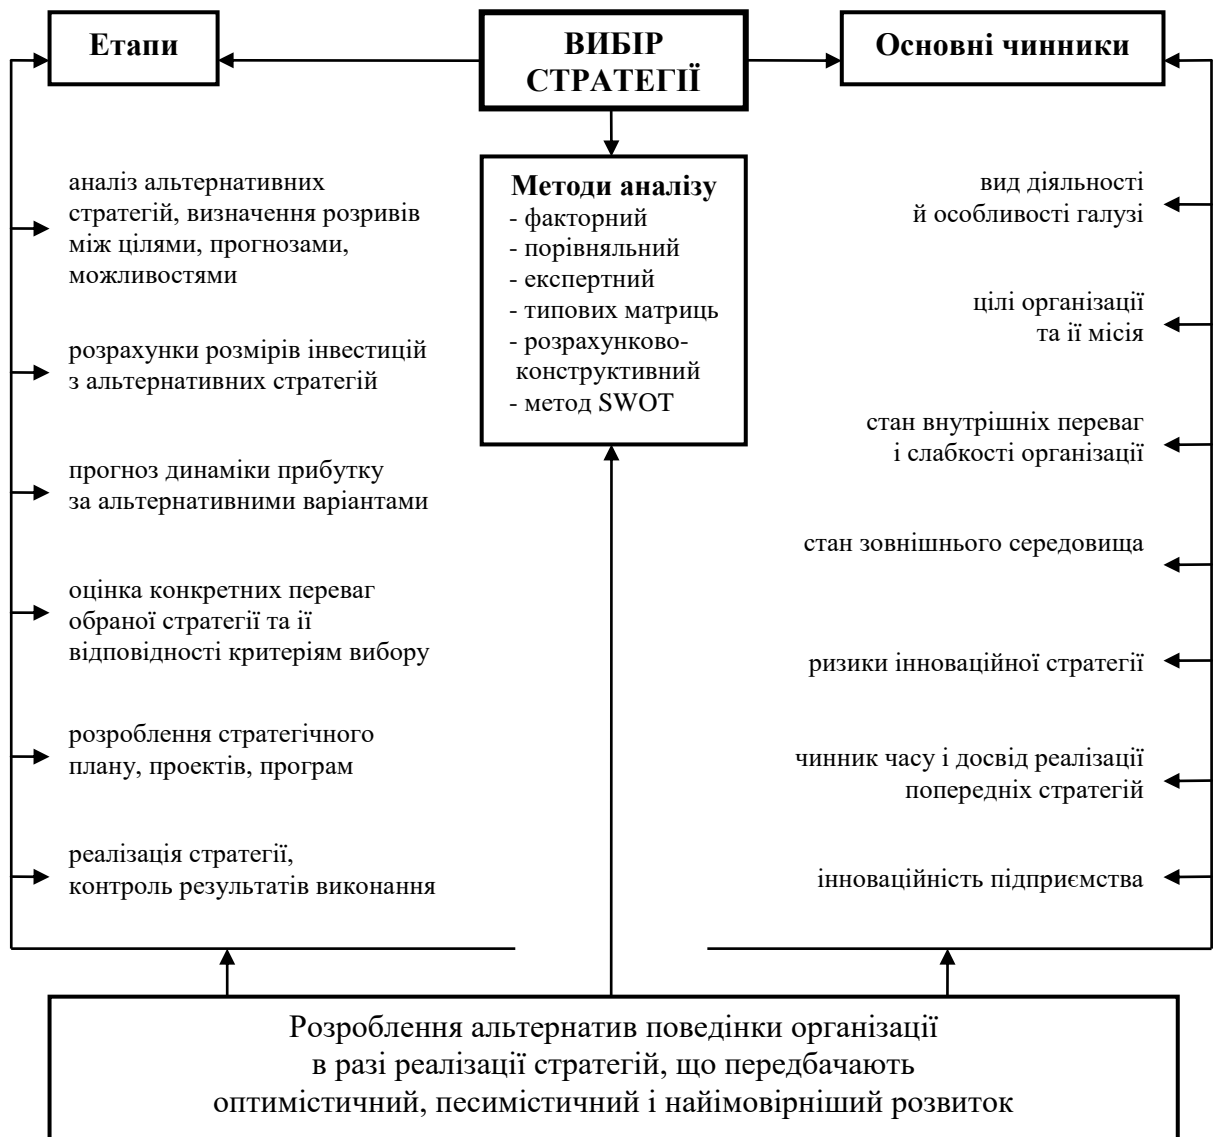 Етапи
ВИБІР
СТРАТЕГІЇ
Основні чинники
аналіз альтернативних
стратегій, визначення розривів
між цілями, прогнозами,
можливостями
розрахунки розмірів інвестицій
з альтернативних стратегій
прогноз динаміки прибутку
за альтернативними варіантами
оцінка конкретних переваг
обраної стратегії та її
відповідності критеріям вибору
розроблення стратегічного
плану, проектів, програм
реалізація стратегії,
контроль результатів виконання
Методи аналізу
- факторний
- порівняльний
- експертний
- типових матриць
- розрахунково-
конструктивний
- метод SWOT
вид діяльності
й особливості галузі
цілі організації
та її місія
стан внутрішніх переваг
і слабкості організації
стан зовнішнього середовища
ризики інноваційної стратегії
чинник часу і досвід реалізації
попередніх стратегій
інноваційність підприємства
Розроблення альтернатив поведінки організації
в разі реалізації стратегій, що передбачають
оптимістичний, песимістичний і найімовірніший розвиток